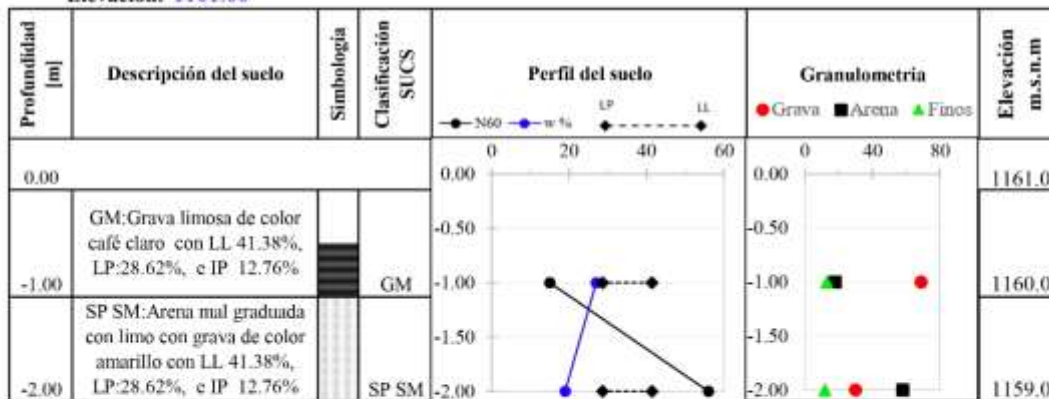 Elevación: 1161.00
Profundidad [m]
Descripción del suelo
Simbología
Clasificación SUCS
Perfil del suelo
LP LL
N60 w %
0 20 40 60
Granulometria
Grava Arena Finos
0 40 80
Elevación m.s.n.m
0.00
0.00
0.00
1161.0
GM:Grava limosa de color
café claro con LL 41.38%,
LP:28.62%, e IP 12.76%
-1.00
GM
-0.50
-1.00
-0.50
-1.00
1160.0
SP SM:Arena mal graduada
con limo con grava de color
amarillo con LL 41.38%,
LP:28.62%, e IP 12.76%
-2.00
SP SM
-1.50
-2.00
-1.50
-2.00
1159.0